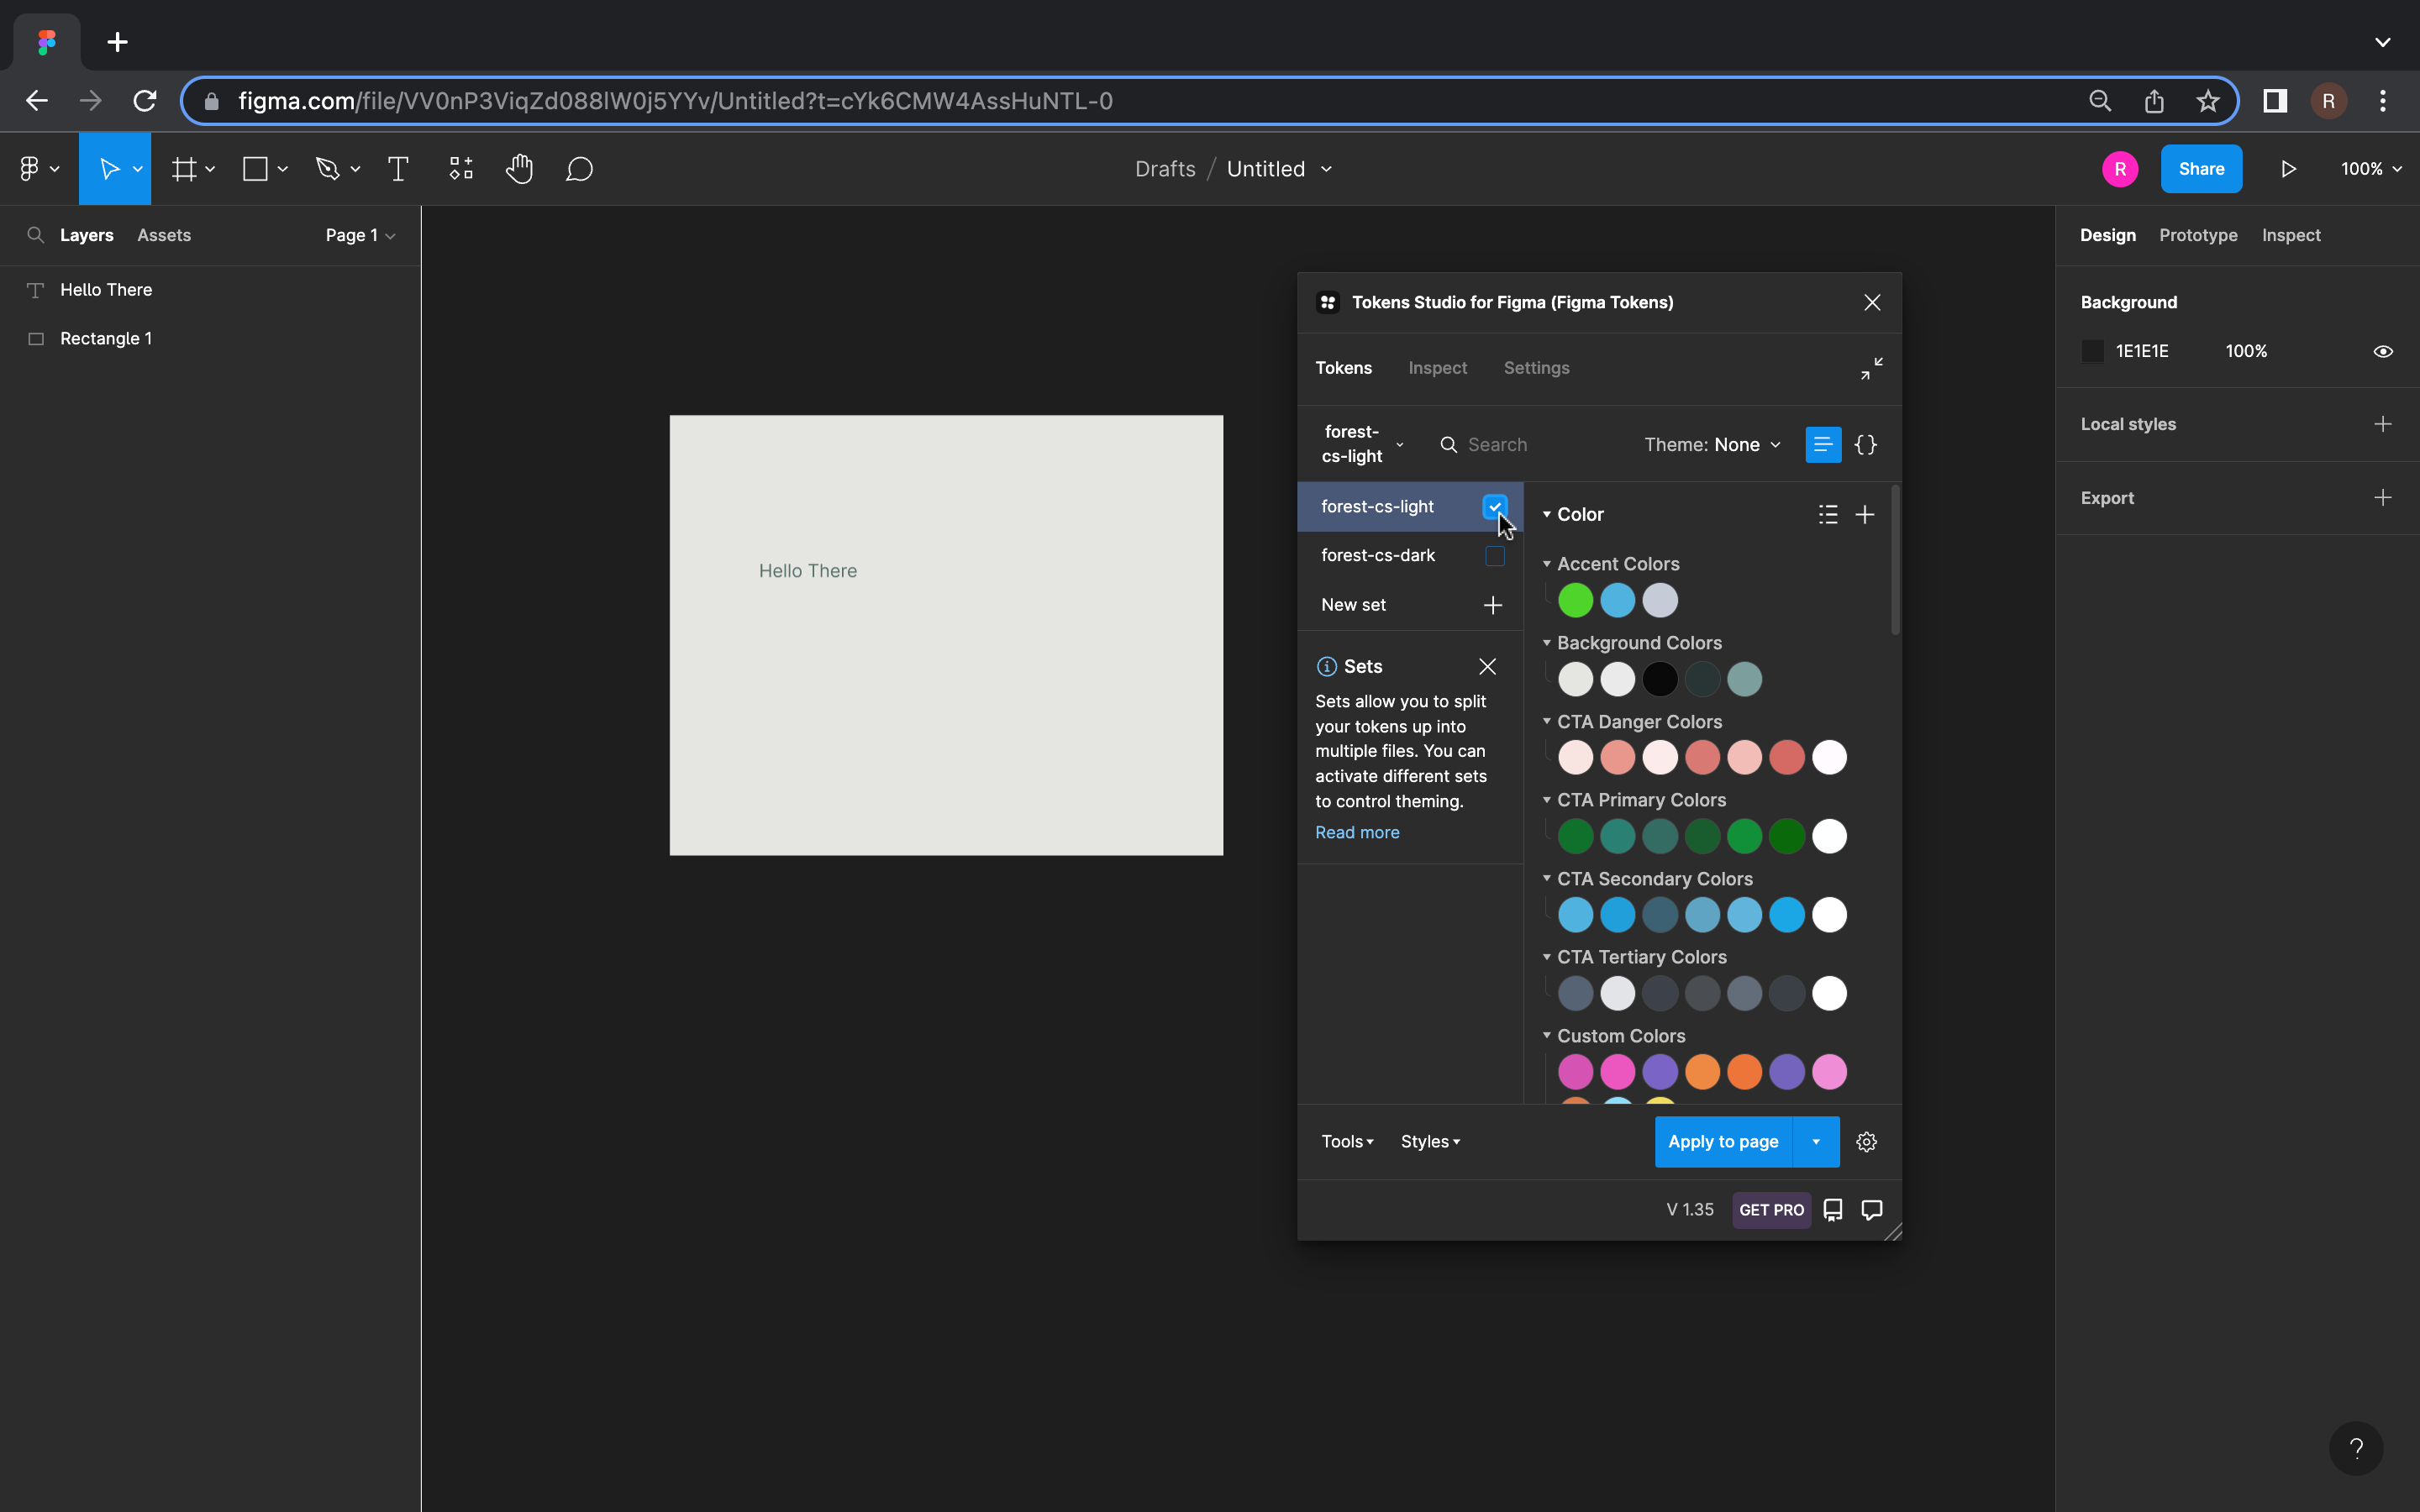 figma.com/file/VV0nP3ViqZd088lW0j5YYv/Untitled?t=cYk6CMW4AssHuNTL-0
R
Drafts / Untitled
R
Share
100%
Layers
Assets
Page 1
Hello There
Rectangle 1
Hello There
Tokens Studio for Figma (Figma Tokens)
Tokens
Inspect
Settings
forest-
cs-light
Search
Theme: None
forest-cs-light
forest-cs-dark
New set
Sets
Sets allow you to split
your tokens up into
multiple files. You can
activate different sets
to control theming.
Read more
Color
Accent Colors
Background Colors
CTA Danger Colors
CTA Primary Colors
CTA Secondary Colors
CTA Tertiary Colors
Custom Colors
Tools
Styles
Apply to page
V 1.35
GET PRO
Design
Prototype
Inspect
Background
1E1E1E
100%
Local styles
Export
?